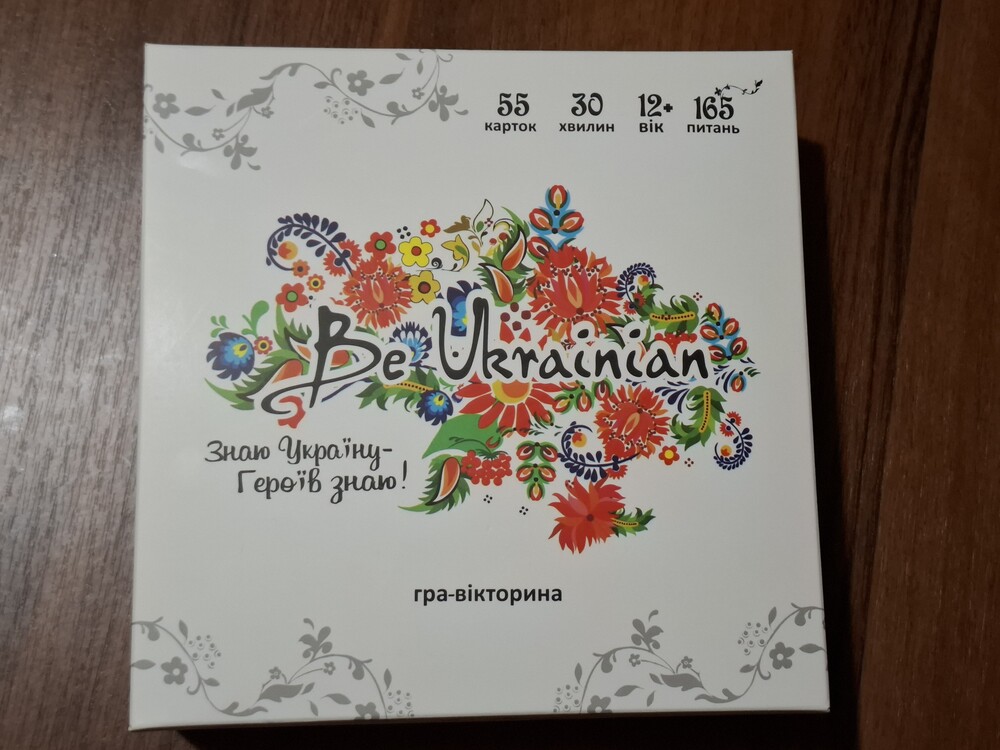 55 30 12+ 165
карток хвилин вік питань
Be Ukrainian
Знаю Україну-
Героїв знаю!
гра-вікторина